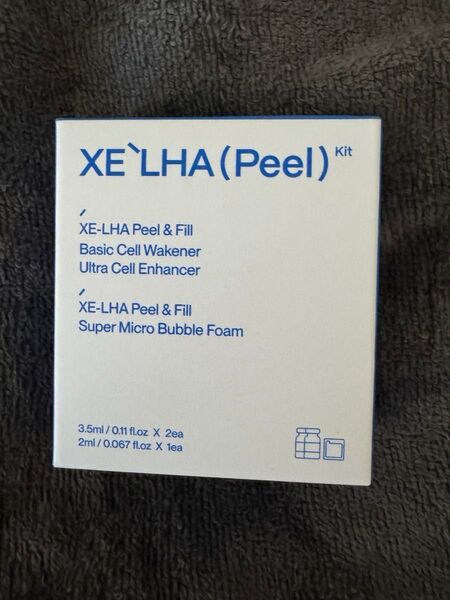 XE`LHA (Peel) Kit
XE-LHA Peel & Fill
Basic Cell Wakener
Ultra Cell Enhancer
XE-LHA Peel & Fill
Super Micro Bubble Foam
3.5ml / 0.11 fl.oz X 2ea
2ml / 0.067 fl.oz X 1ea